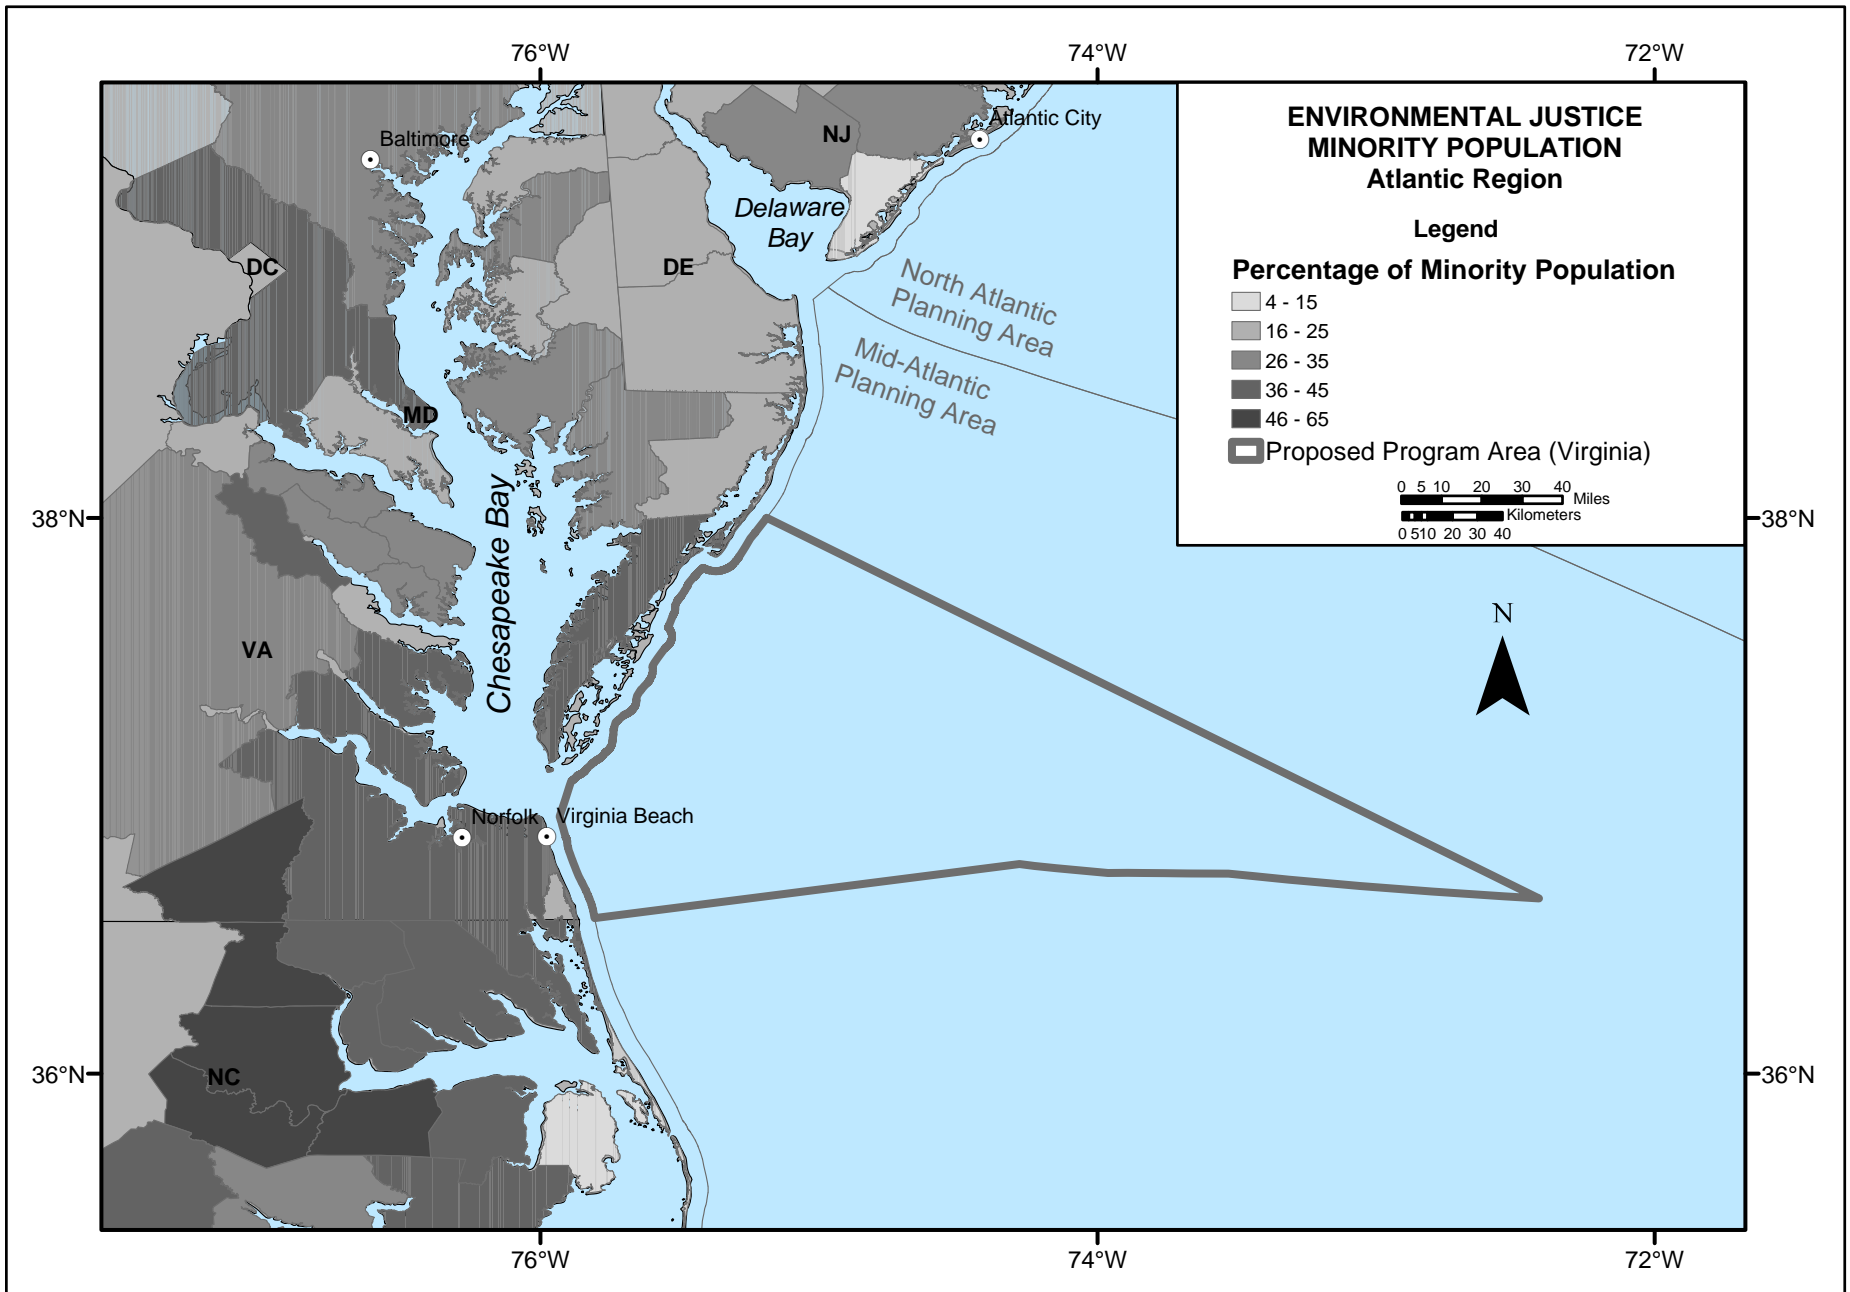 76°W
74°W
72°W
ENVIRONMENTAL JUSTICE
MINORITY POPULATION
Atlantic Region
Legend
Percentage of Minority Population
4 - 15
16 - 25
26 - 35
36 - 45
46 - 65
Proposed Program Area (Virginia)
0 5 10 20 30 40 Miles
Kilometers
0 510 20 30 40
Baltimore
Atlantic City
NJ
Delaware
Bay
DC
DE
North Atlantic
Planning Area
Mid-Atlantic
Planning Area
MD
Chesapeake Bay
38°N
38°N
N
VA
Norfolk
Virginia Beach
36°N
36°N
NC
76°W
74°W
72°W